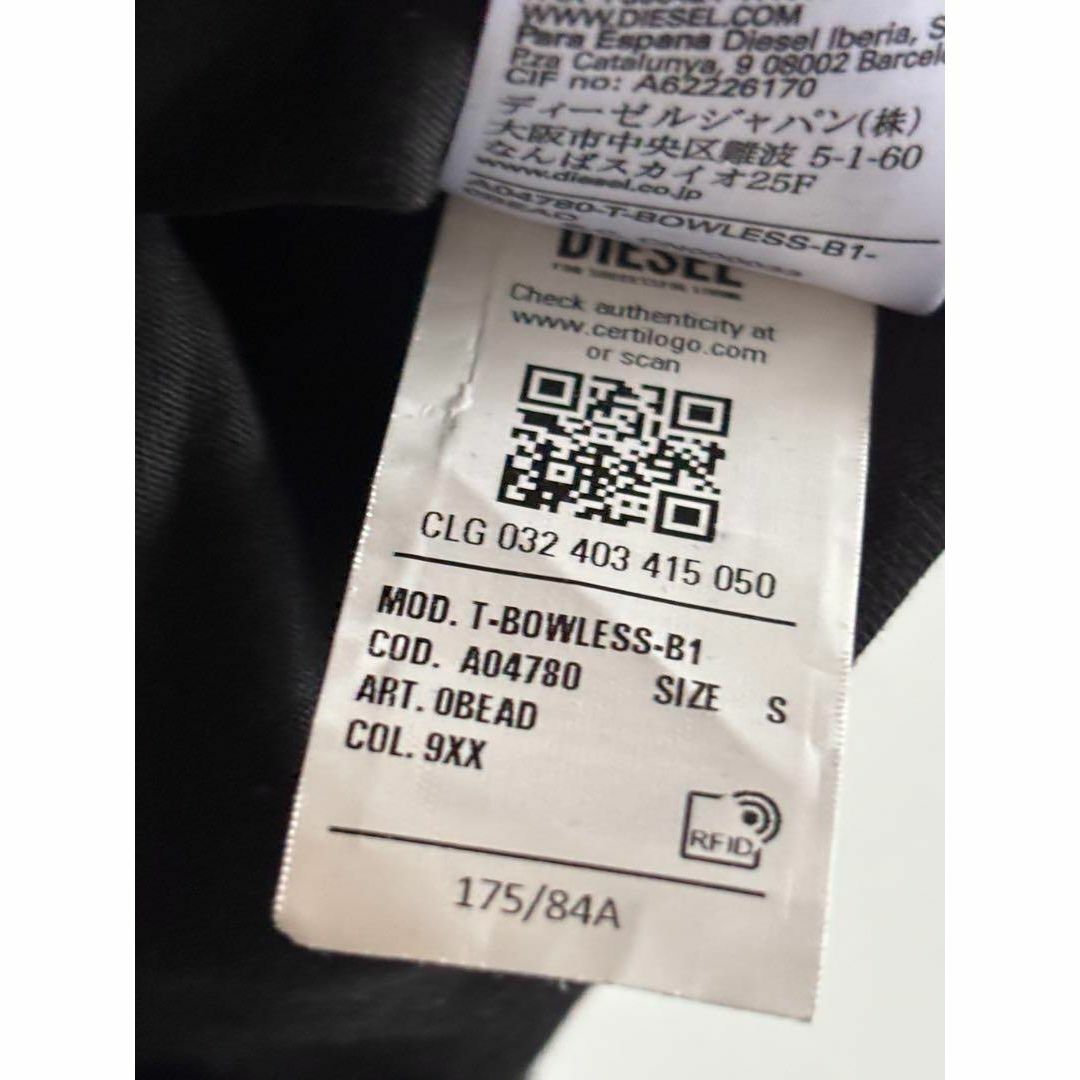 WWW.DIESEL.COM
Para Espana Diesel Iberia, S
Pza Catalunya, 9 08002 Barcel
CIF no: A62226170
ディーゼルジャパン(株)
大阪市中央区難波 5-1-60
なんばスカイオ25F
www.diesel.co.jp
A04780-T-BOWLESS-B1-
0BEAD
DIESEL
FOR SUCCESSFUL LIVING
Check authenticity at
www.certilogo.com
or scan
CLG 032 403 415 050
MOD. T-BOWLESS-B1
COD. A04780 SIZE S
ART. 0BEAD
COL. 9XX
RFID
175/84A